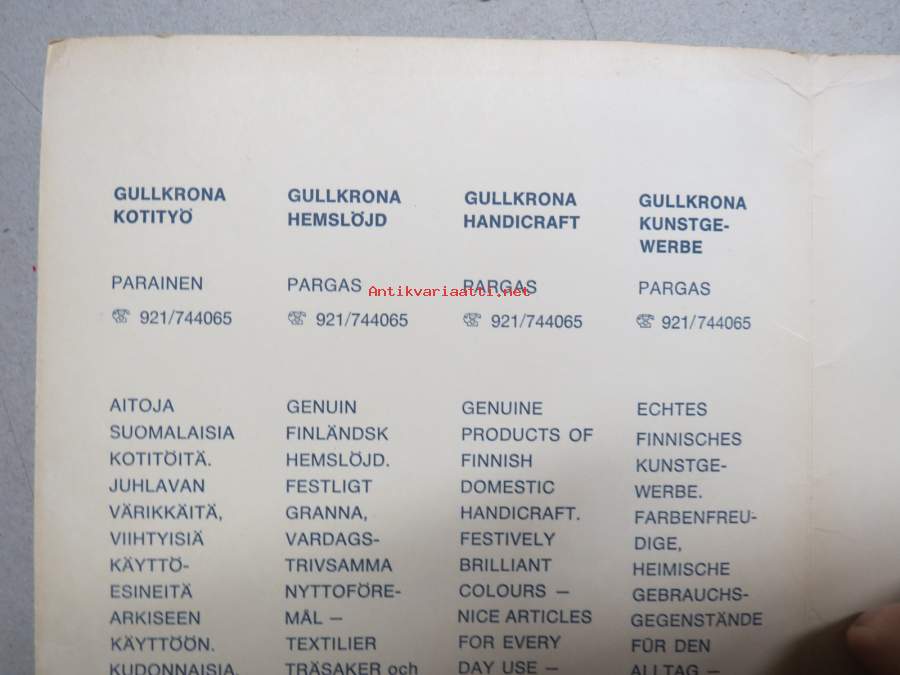 GULLKRONA
KOTITYÖ
PARAINEN
☎ 921/744065
AITOJA
SUOMALAISIA
KOTITÖITÄ.
JUHLAVAN
VÄRIKKÄITÄ,
VIIHTYISIÄ
KÄYTTÖ-
ESINEITÄ
ARKISEEN
KÄYTTÖÖN.
KUDONNAISIA,
GULLKRONA
HEMSLÖJD
PARGAS
☎ 921/744065
GENUIN
FINLÄNDSK
HEMSLÖJD.
FESTLIGT
GRANNA,
VARDAGS-
TRIVSAMMA
NYTTOFÖRE-
MÅL –
TEXTILIER
TRÄSAKER och
GULLKRONA
HANDICRAFT
PARGAS
☎ 921/744065
GENUINE
PRODUCTS OF
FINNISH
DOMESTIC
HANDICRAFT.
FESTIVELY
BRILLIANT
COLOURS –
NICE ARTICLES
FOR EVERY
DAY USE –
GULLKRONA
KUNSTGE-
WERBE
PARGAS
☎ 921/744065
ECHTES
FINNISCHES
KUNSTGE-
WERBE.
FARBENFREU-
DIGE,
HEIMISCHE
GEBRAUCHS-
GEGENSTÄNDE
FÜR DEN
ALLTAG –
Antikvariaatti.net